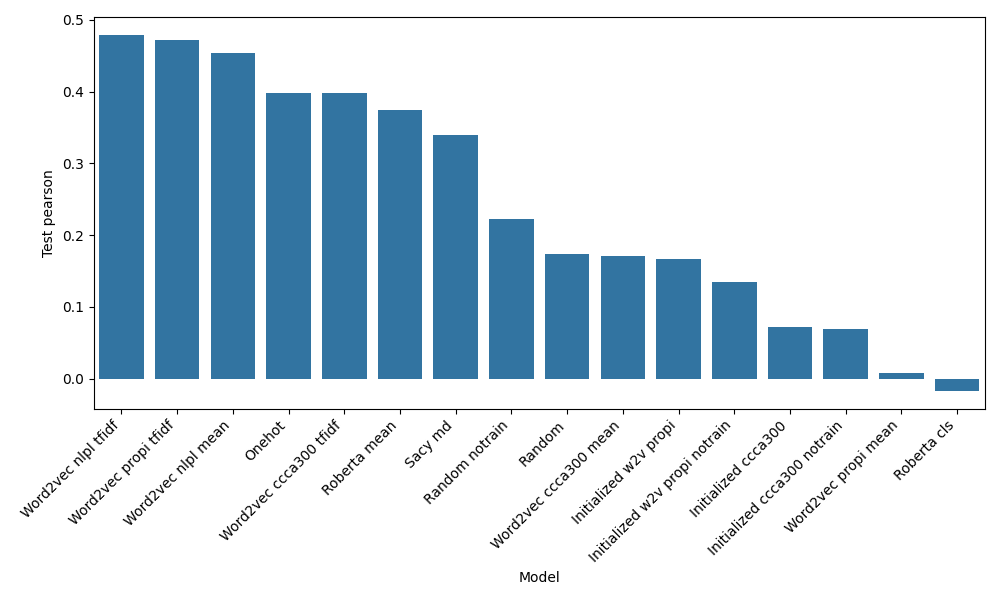 0.5
0.4
0.3
0.2
0.1
0.0
Test pearson
Word2vec nlpl tfidf
Word2vec propi tfidf
Word2vec nlpl mean
Onehot
Word2vec ccca300 tfidf
Roberta mean
Sacy md
Random notrain
Random
Word2vec ccca300 mean
Initialized w2v propi
Initialized w2v propi notrain
Initialized ccca300
Initialized ccca300 notrain
Word2vec propi mean
Roberta cls
Model